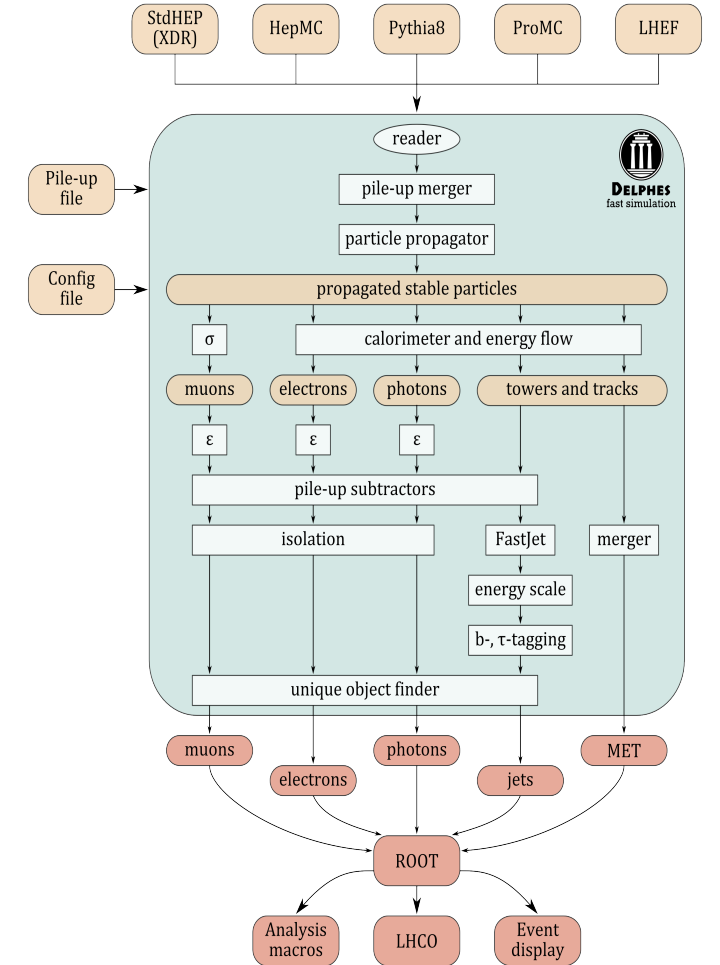 StdHEP
(XDR)
HepMC
Pythia8
ProMC
LHEF
reader
DELPHES
fast simulation
Pile-up
file
pile-up merger
particle propagator
Config
file
propagated stable particles
σ
calorimeter and energy flow
muons
electrons
photons
towers and tracks
ε
ε
ε
pile-up subtractors
isolation
FastJet
merger
energy scale
b-, τ-tagging
unique object finder
muons
electrons
photons
jets
MET
ROOT
Analysis
macros
LHCO
Event
display